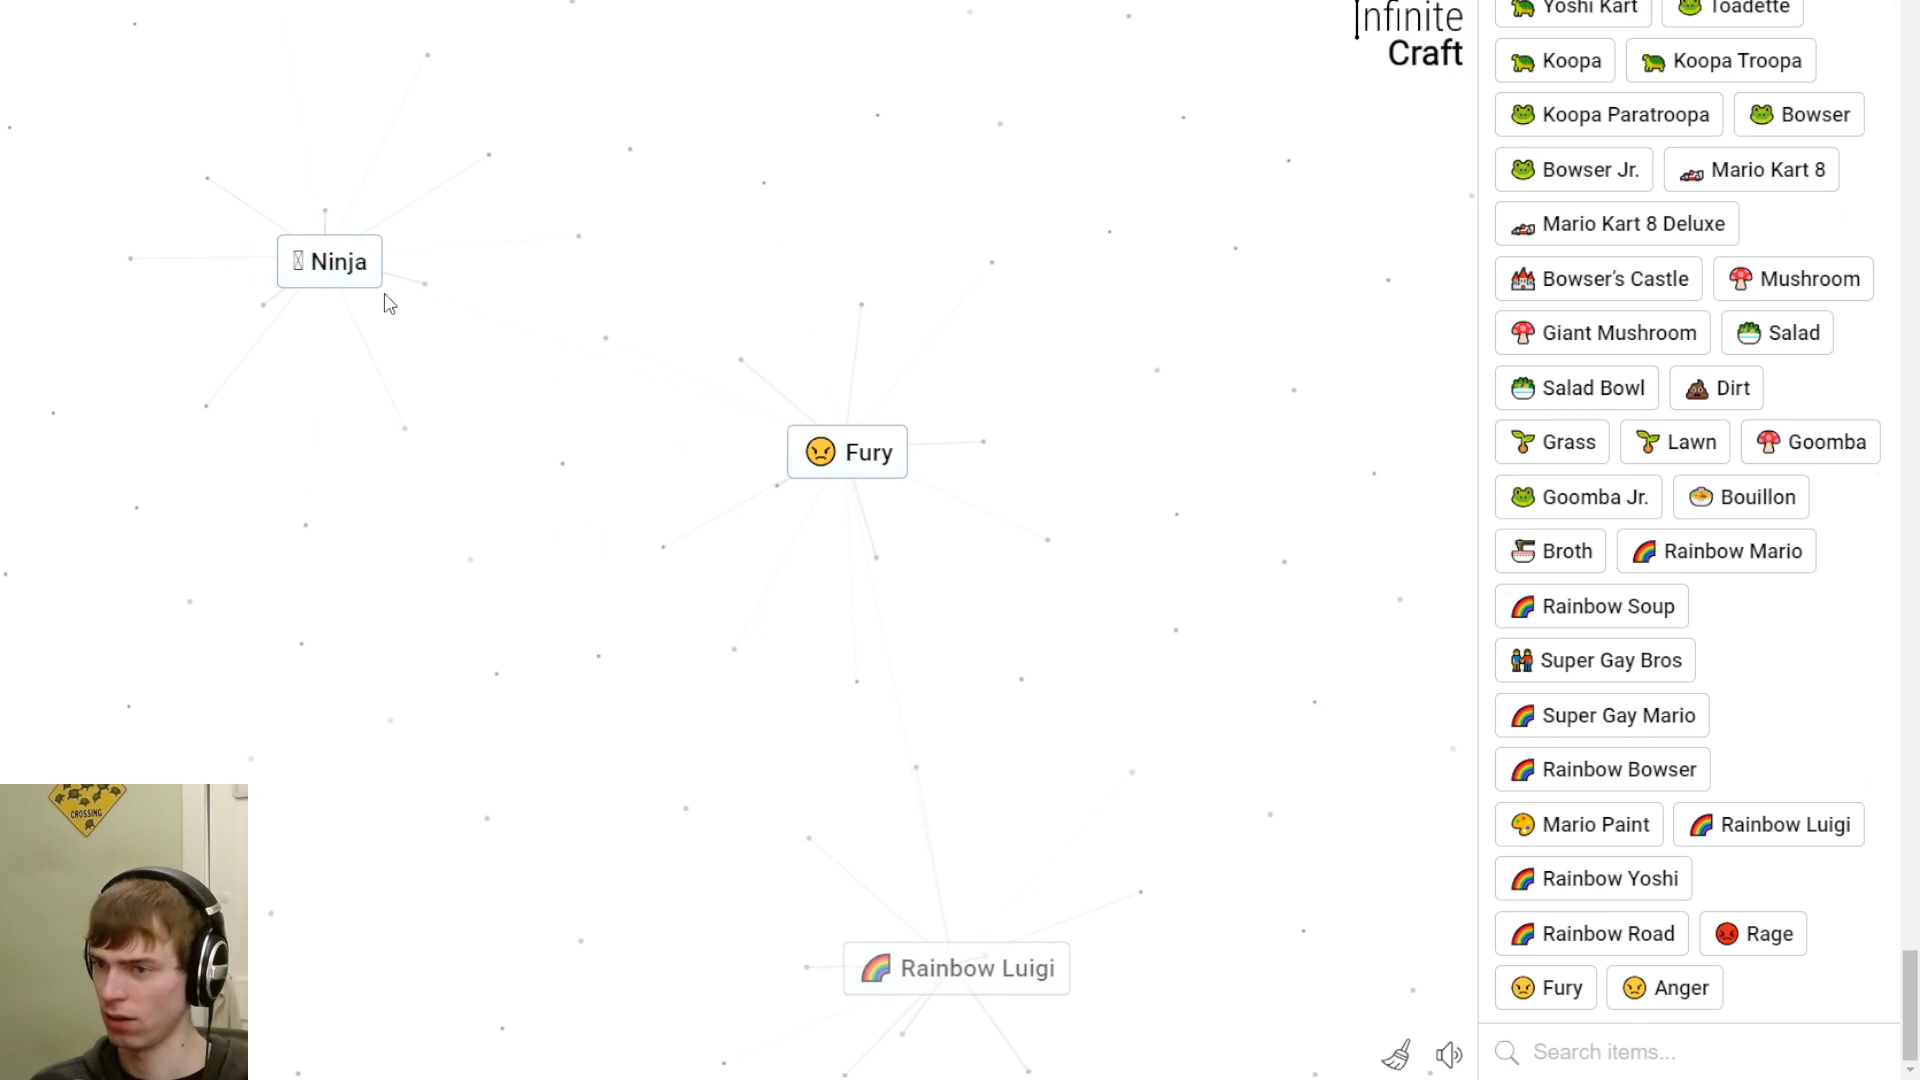 Infinite
Craft
Ninja
Fury
Rainbow Luigi
CROSSING
Yoshi Kart Toadette
Koopa Koopa Troopa
Koopa Paratroopa Bowser
Bowser Jr. Mario Kart 8
Mario Kart 8 Deluxe
Bowser’s Castle Mushroom
Giant Mushroom Salad
Salad Bowl Dirt
Grass Lawn Goomba
Goomba Jr. Bouillon
Broth Rainbow Mario
Rainbow Soup
Super Gay Bros
Super Gay Mario
Rainbow Bowser
Mario Paint Rainbow Luigi
Rainbow Yoshi
Rainbow Road Rage
Fury Anger
Search items...